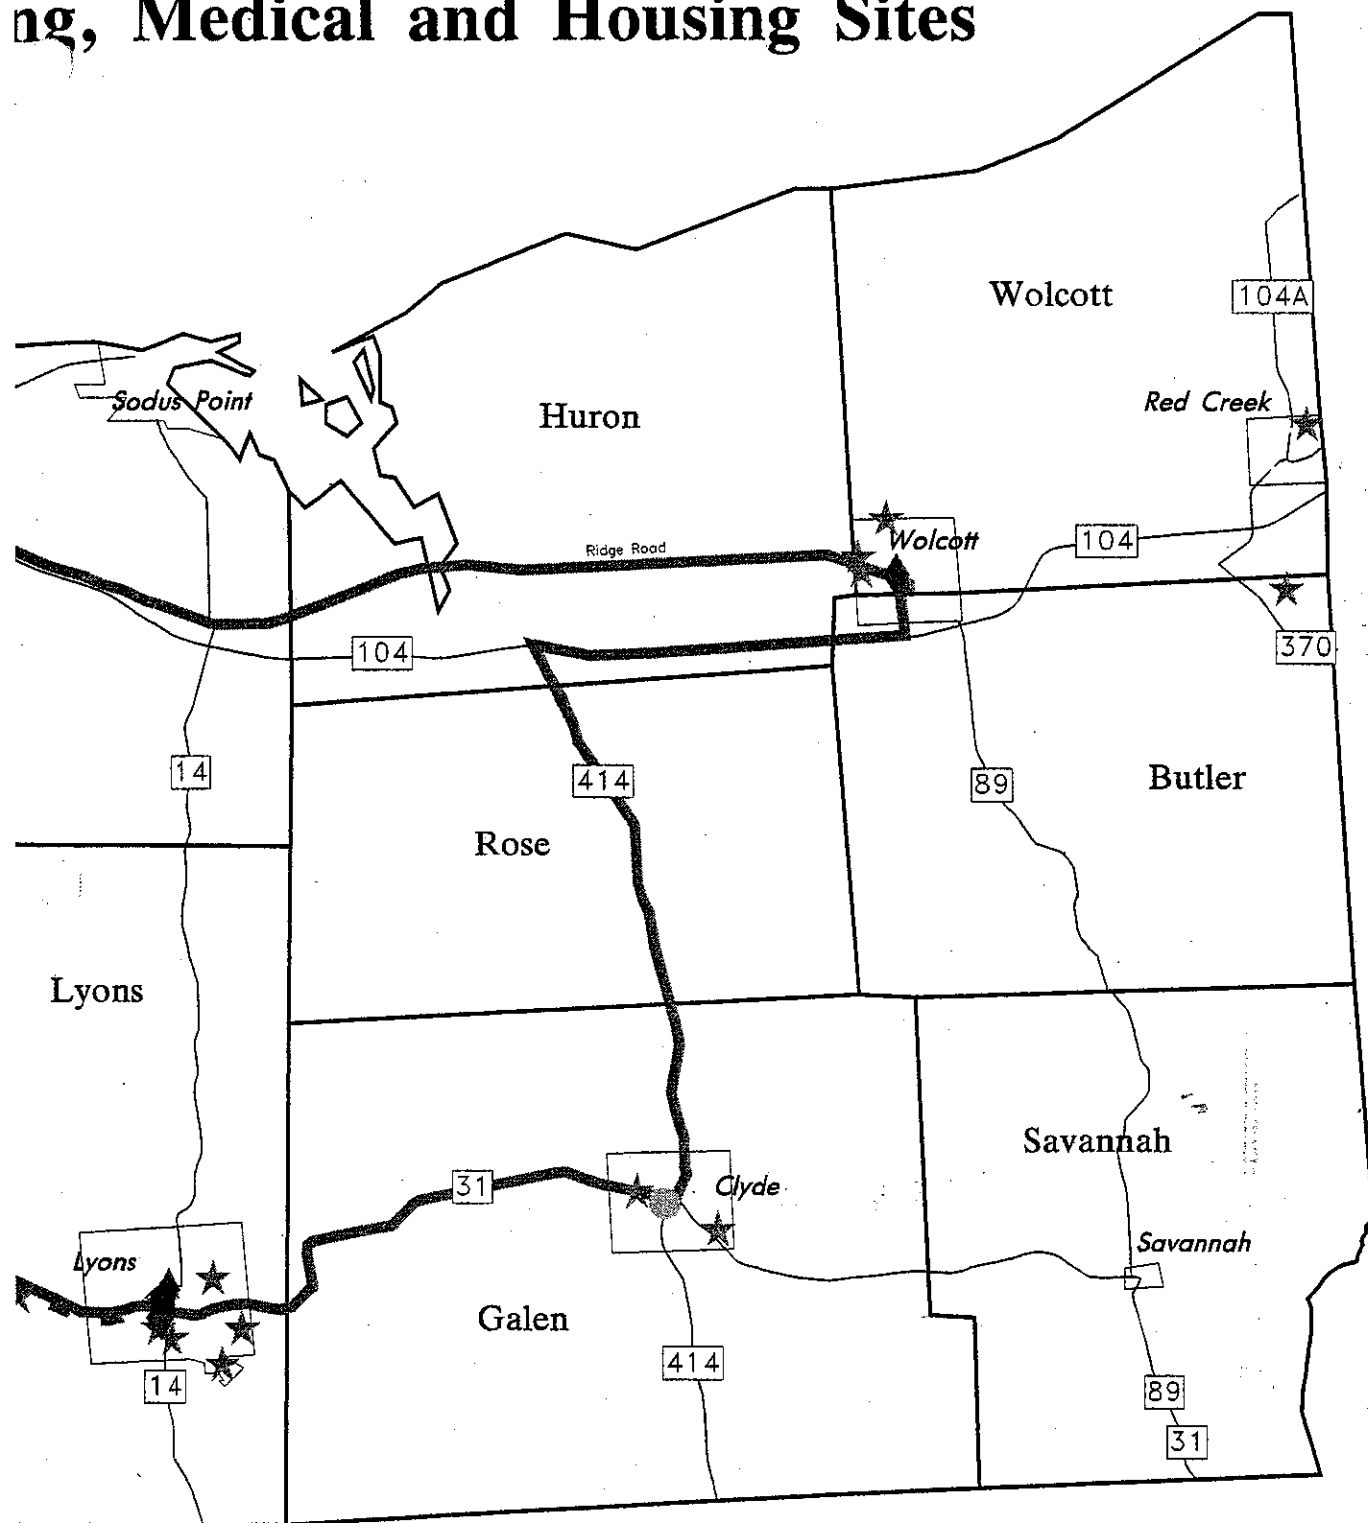 ng, Medical and Housing Sites
Wolcott
104A
Sodus Point
Red Creek
Huron
Wolcott
104
Ridge Road
104
370
14
414
89
Butler
Rose
Lyons
Savannah
31
Clyde
Savannah
Lyons
Galen
414
14
89
31